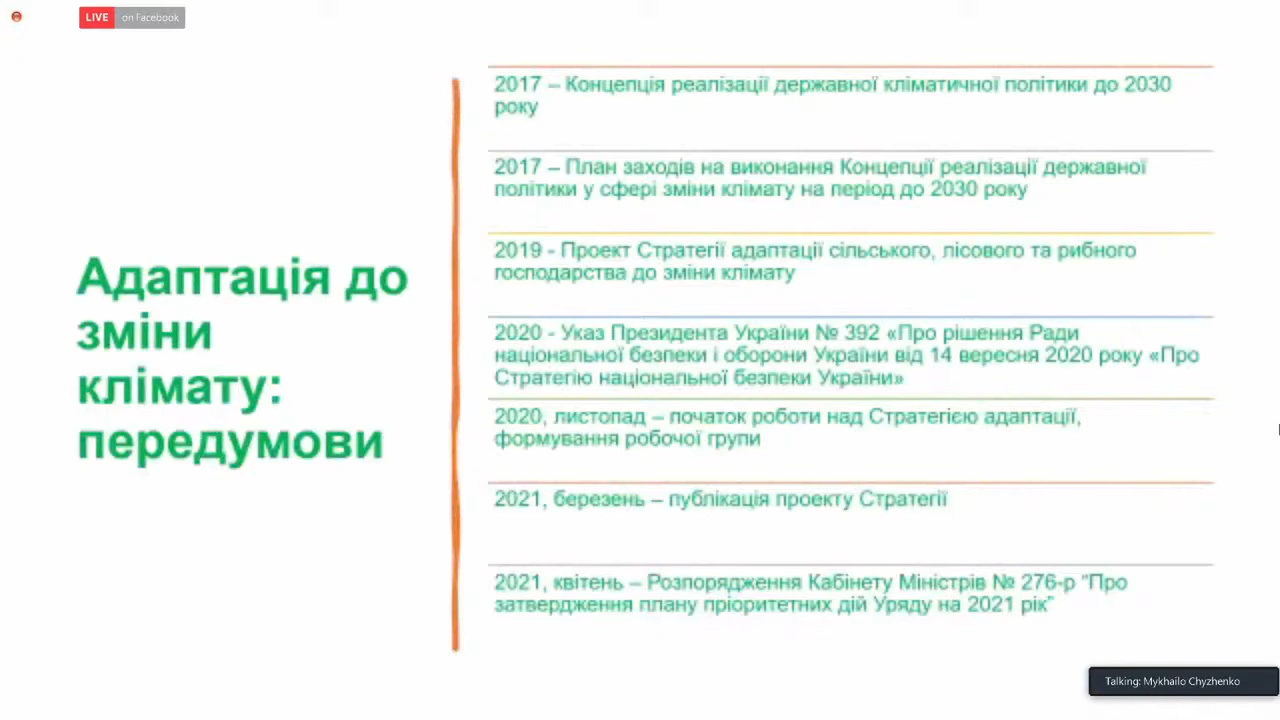 LIVE on Facebook
Адаптація до
зміни
клімату:
передумови
2017 – Концепція реалізації державної кліматичної політики до 2030
року
2017 – План заходів на виконання Концепції реалізації державної
політики у сфері зміни клімату на період до 2030 року
2019 - Проект Стратегії адаптації сільського, лісового та рибного
господарства до зміни клімату
2020 - Указ Президента України № 392 «Про рішення Ради
національної безпеки і оборони України від 14 вересня 2020 року «Про
Стратегію національної безпеки України»
2020, листопад – початок роботи над Стратегією адаптації,
формування робочої групи
2021, березень – публікація проекту Стратегії
2021, квітень – Розпорядження Кабінету Міністрів № 276-р "Про
затвердження плану пріоритетних дій Уряду на 2021 рік"
Talking: Mykhailo Chyzhenko